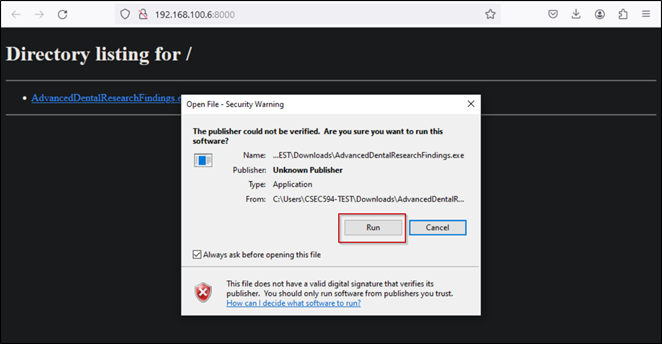 192.168.100.6:8000
Directory listing for /
AdvancedDentalResearchFindings.e
Open File - Security Warning
The publisher could not be verified. Are you sure you want to run this
software?
Name: ...EST\Downloads\AdvancedDentalResearchFindings.exe
Publisher: Unknown Publisher
Type: Application
From: C:\Users\CSEC594-TEST\Downloads\AdvancedDentalR...
Run Cancel
Always ask before opening this file
This file does not have a valid digital signature that verifies its
publisher. You should only run software from publishers you trust.
How can I decide what software to run?